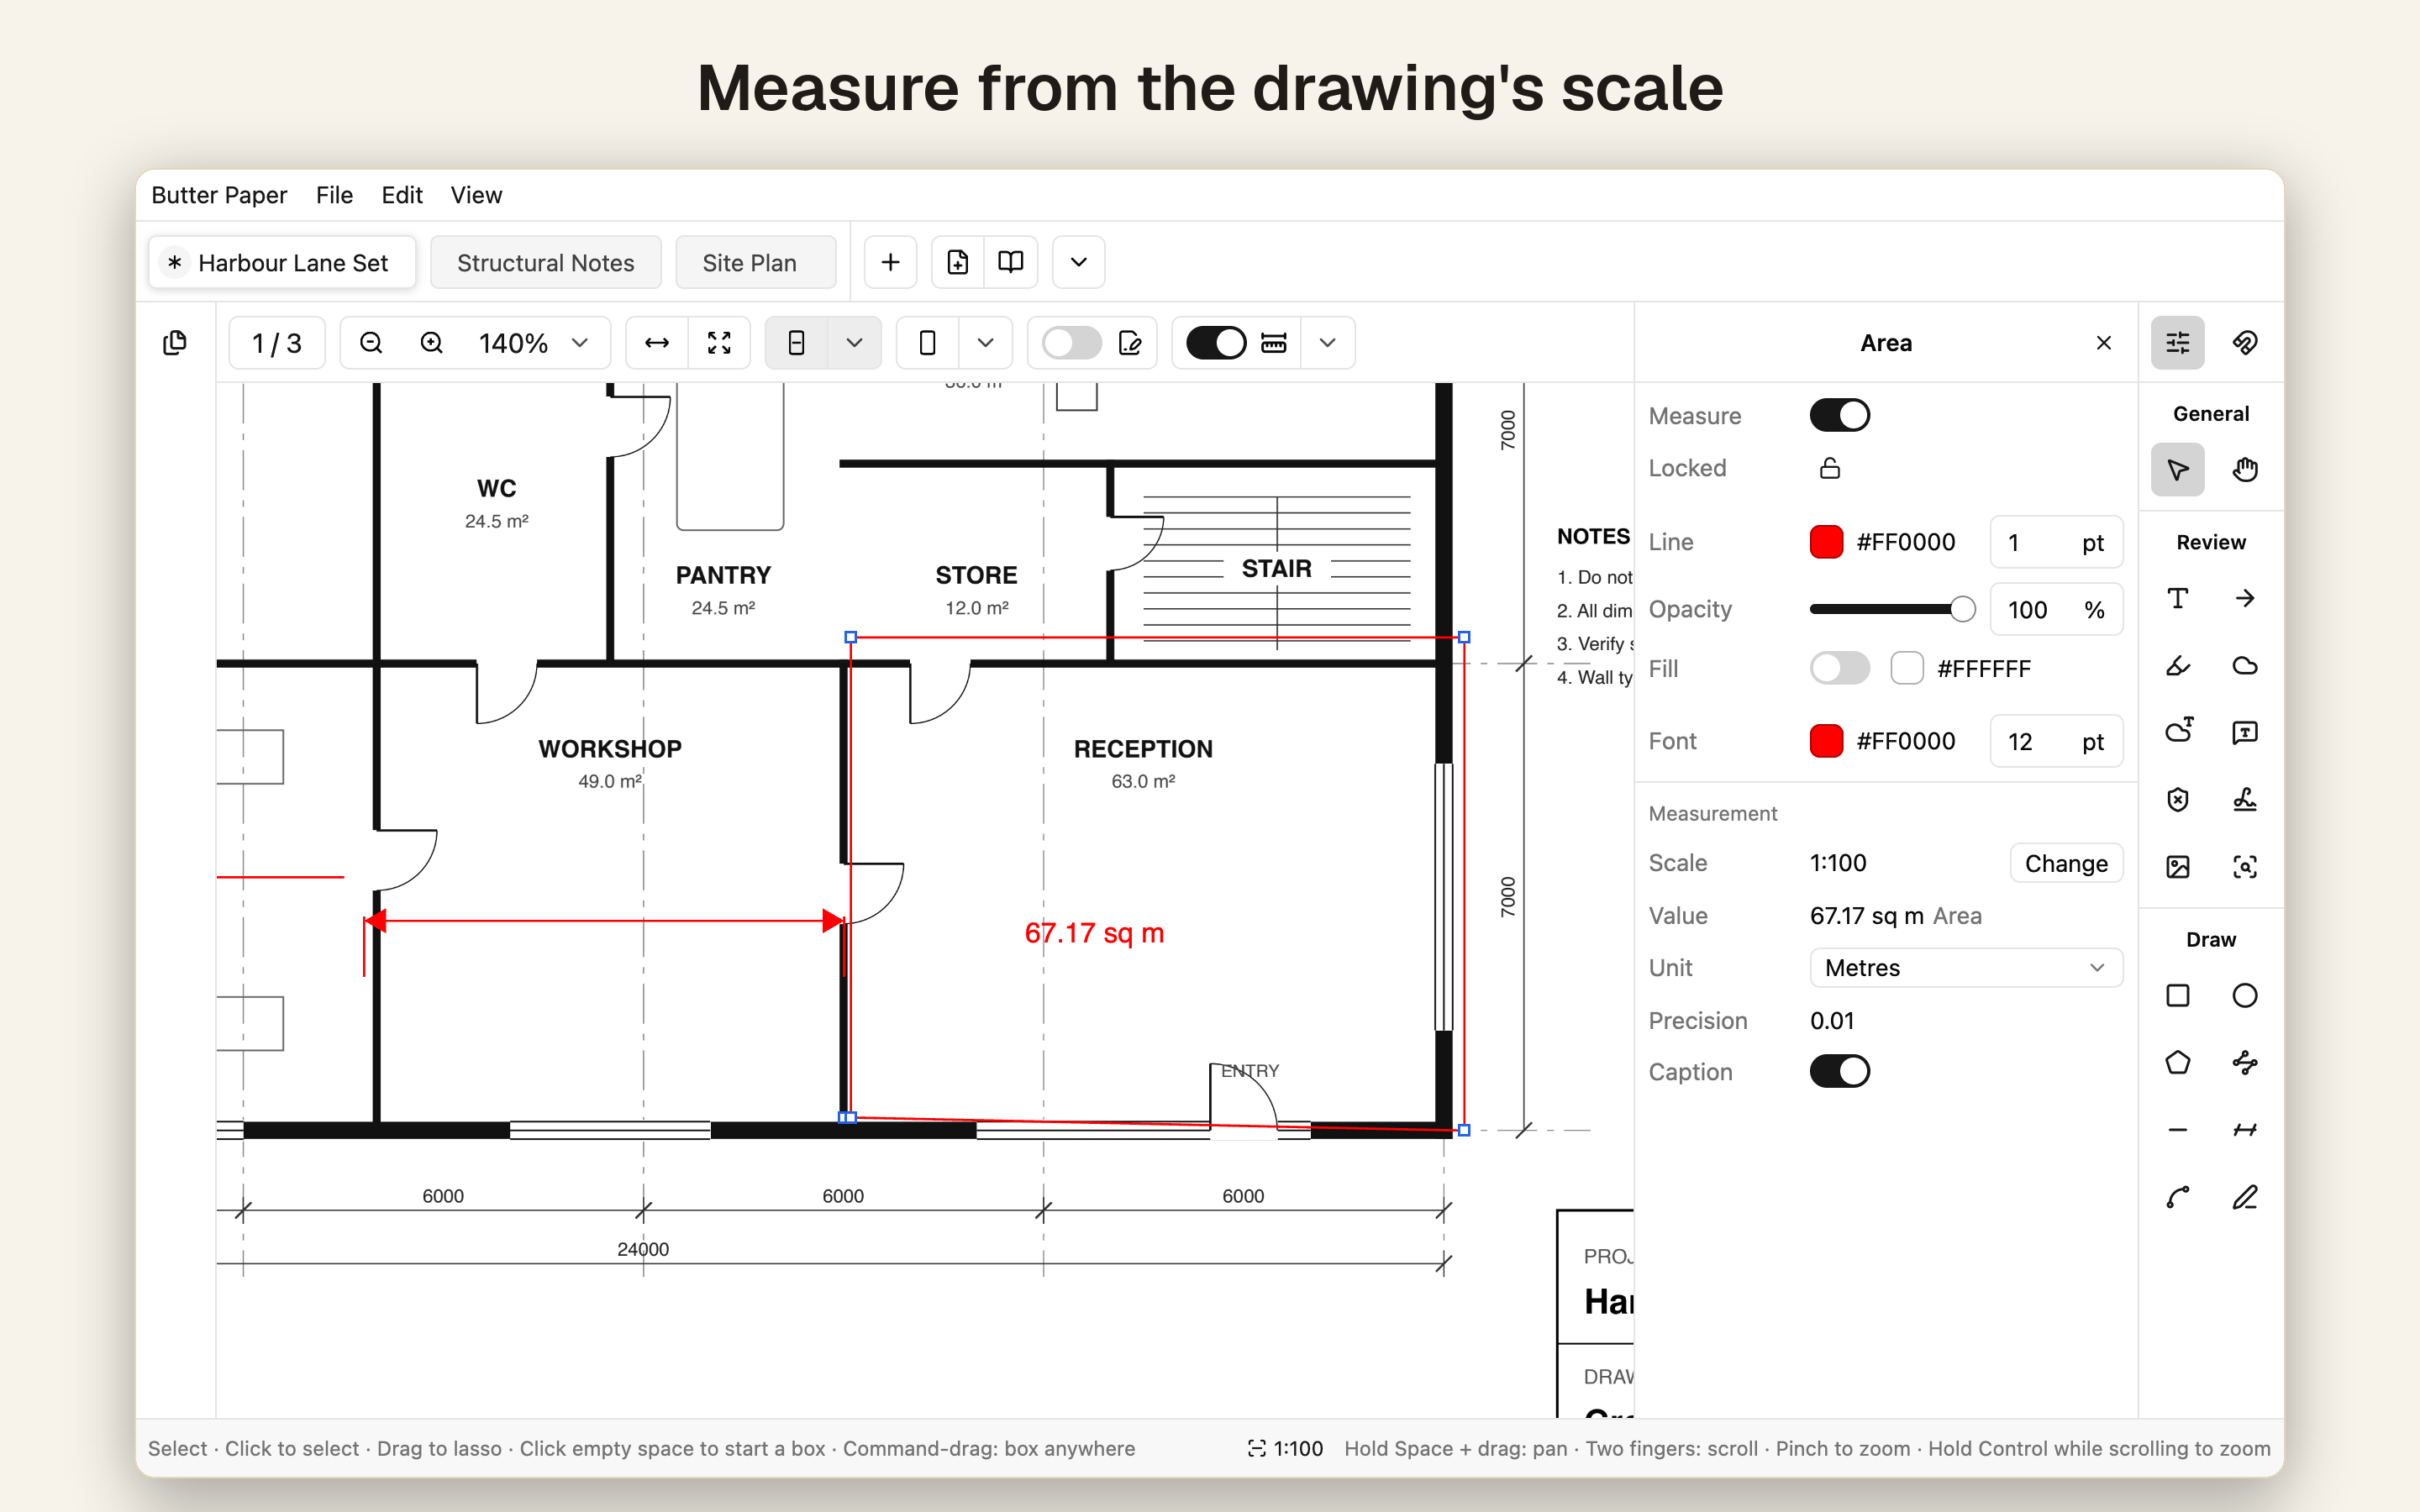 Measure from the drawing's scale
Butter Paper File Edit View
Harbour Lane Set Structural Notes Site Plan
1 / 3 140%
Area
Measure
Locked
Line #FF0000 1 pt
Opacity 100 %
Fill #FFFFFF
Font #FF0000 12 pt
Measurement
Scale 1:100 Change
Value 67.17 sq m Area
Unit Metres
Precision 0.01
Caption
General
Review
Draw
7000
WC
24.5 m²
PANTRY
24.5 m²
STORE
12.0 m²
STAIR
NOTES
1. Do not
2. All dim
3. Verify
4. Wall ty
WORKSHOP
49.0 m²
RECEPTION
63.0 m²
7000
67.17 sq m
ENTRY
6000 6000 6000
24000
PROJ
Har
DRAW
Select · Click to select · Drag to lasso · Click empty space to start a box · Command-drag: box anywhere
1:100 Hold Space + drag: pan · Two fingers: scroll · Pinch to zoom · Hold Control while scrolling to zoom